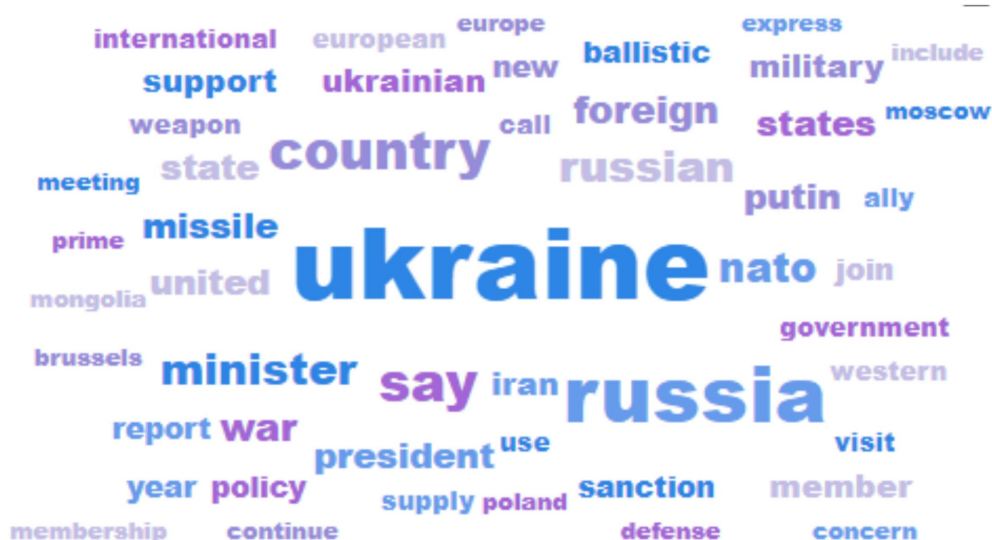 europe express
international european ballistic include
support ukrainian new military
weapon call foreign states moscow
state country russian
meeting putin ally
missile
prime ukraine nato join
mongolia united
government
brussels minister say iran russia western
report war president use visit
year policy supply poland sanction member
membership continue defense concern